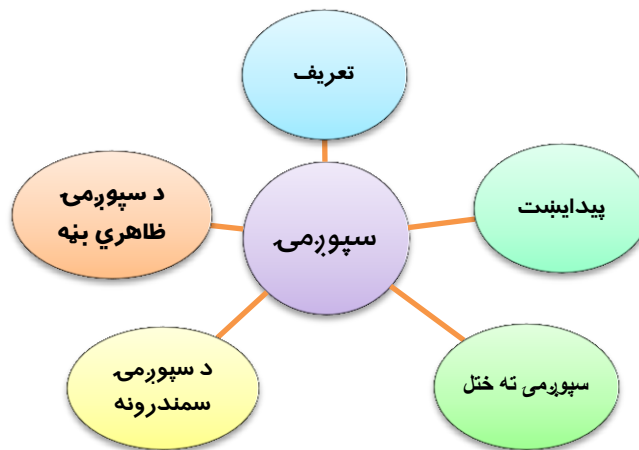 تعریف
پیدایښت
سپوږمۍ
د سپوږمۍ
ظاهري بڼه
د سپوږمۍ
سمندرونه
سپوږمۍ ته ختل